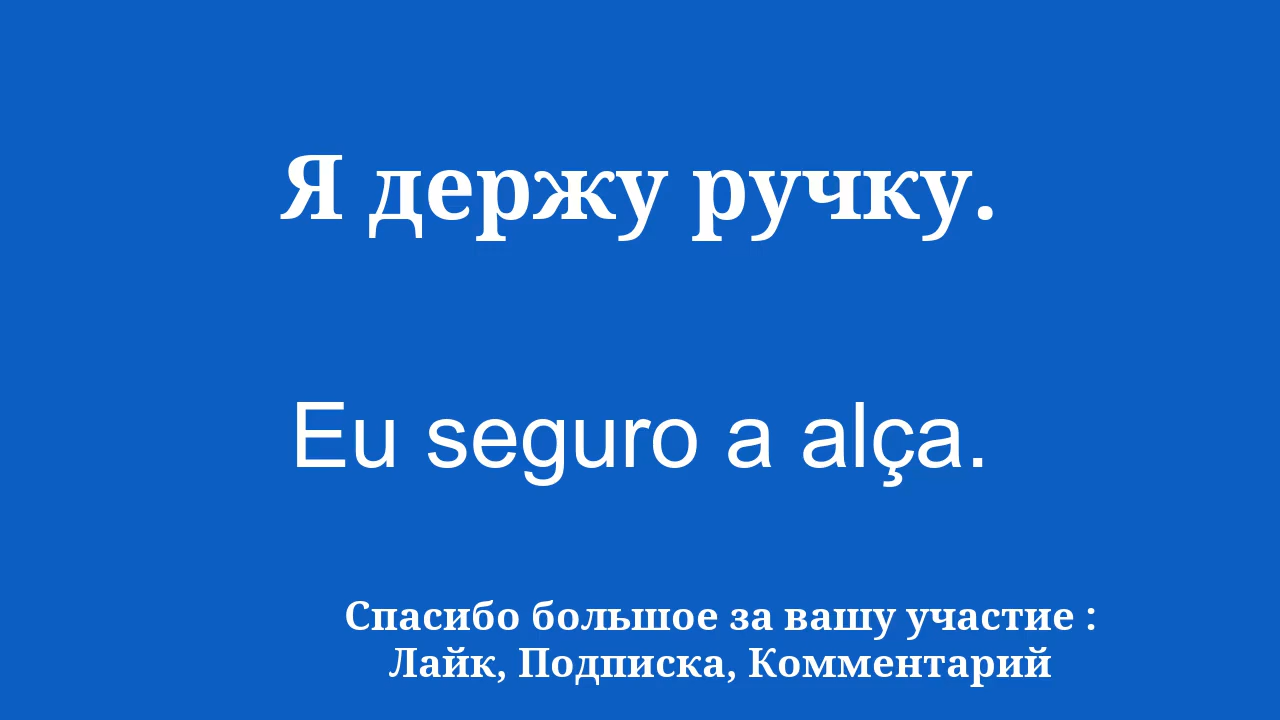 Я держу ручку.
Eu seguro a alça.
Спасибо большое за вашу участие :
Лайк, Подписка, Комментарий